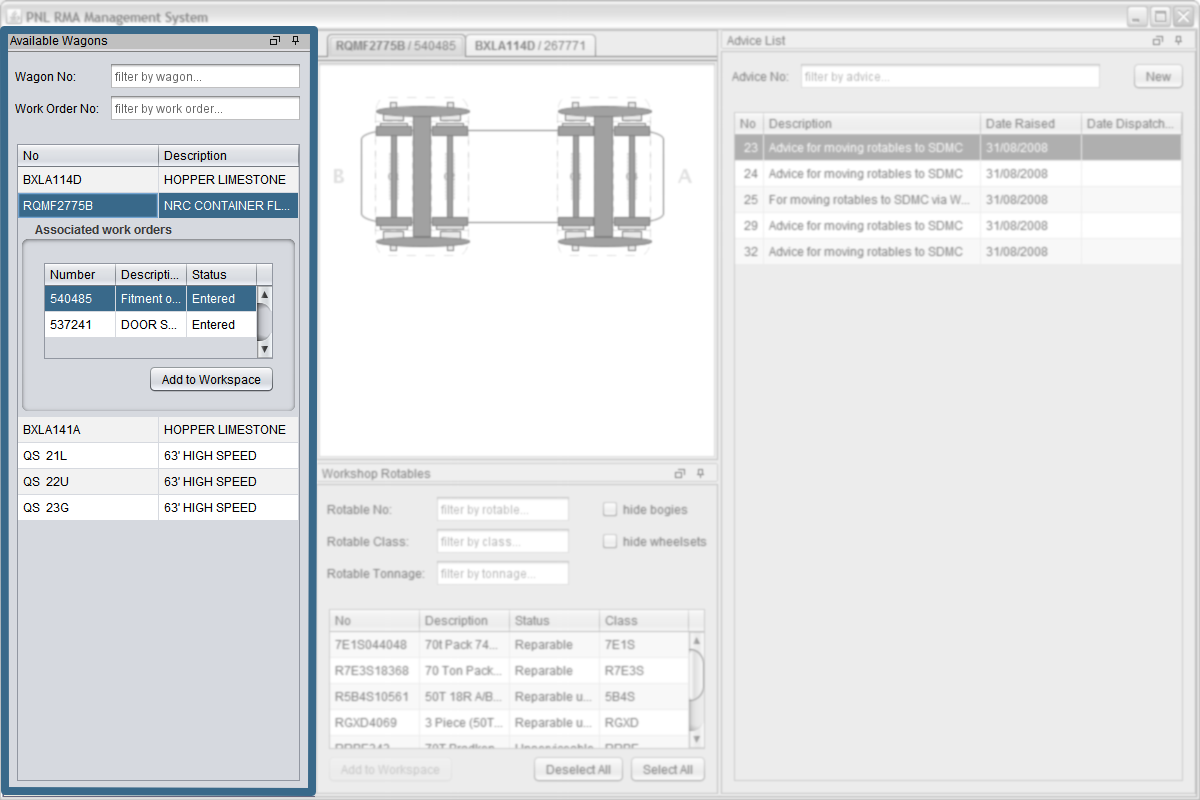 PNL RMA Management System
Available Wagons
Wagon No: filter by wagon...
Work Order No: filter by work order...
No Description
BXLA114D HOPPER LIMESTONE
RQMF2775B NRC CONTAINER FL...
Associated work orders
Number Descripti... Status
540485 Fitment o... Entered
537241 DOOR S... Entered
Add to Workspace
BXLA141A HOPPER LIMESTONE
QS 21L 63' HIGH SPEED
QS 22U 63' HIGH SPEED
QS 23G 63' HIGH SPEED
RQMF2775B / 540485 BXLA114D / 267771
B A
Workshop Rotables
Rotable No: filter by rotable... hide bogies
Rotable Class: filter by class... hide wheelsets
Rotable Tonnage: filter by tonnage...
No Description Status Class
7E1S044048 70t Pack 74... Reparable 7E1S
R7E3S18368 70 Ton Pack... Reparable R7E3S
R5B4S10561 50T 18R A/B... Reparable u... 5B4S
RGXD4069 3 Piece (50T... Reparable u... RGXD
Add to Workspace Deselect All Select All
Advice List
Advice No: filter by advice... New
No Description Date Raised Date Dispatch...
23 Advice for moving rotables to SDMC 31/08/2008
24 Advice for moving rotables to SDMC 31/08/2008
25 For moving rotables to SDMC via W... 31/08/2008
29 Advice for moving rotables to SDMC 31/08/2008
32 Advice for moving rotables to SDMC 31/08/2008